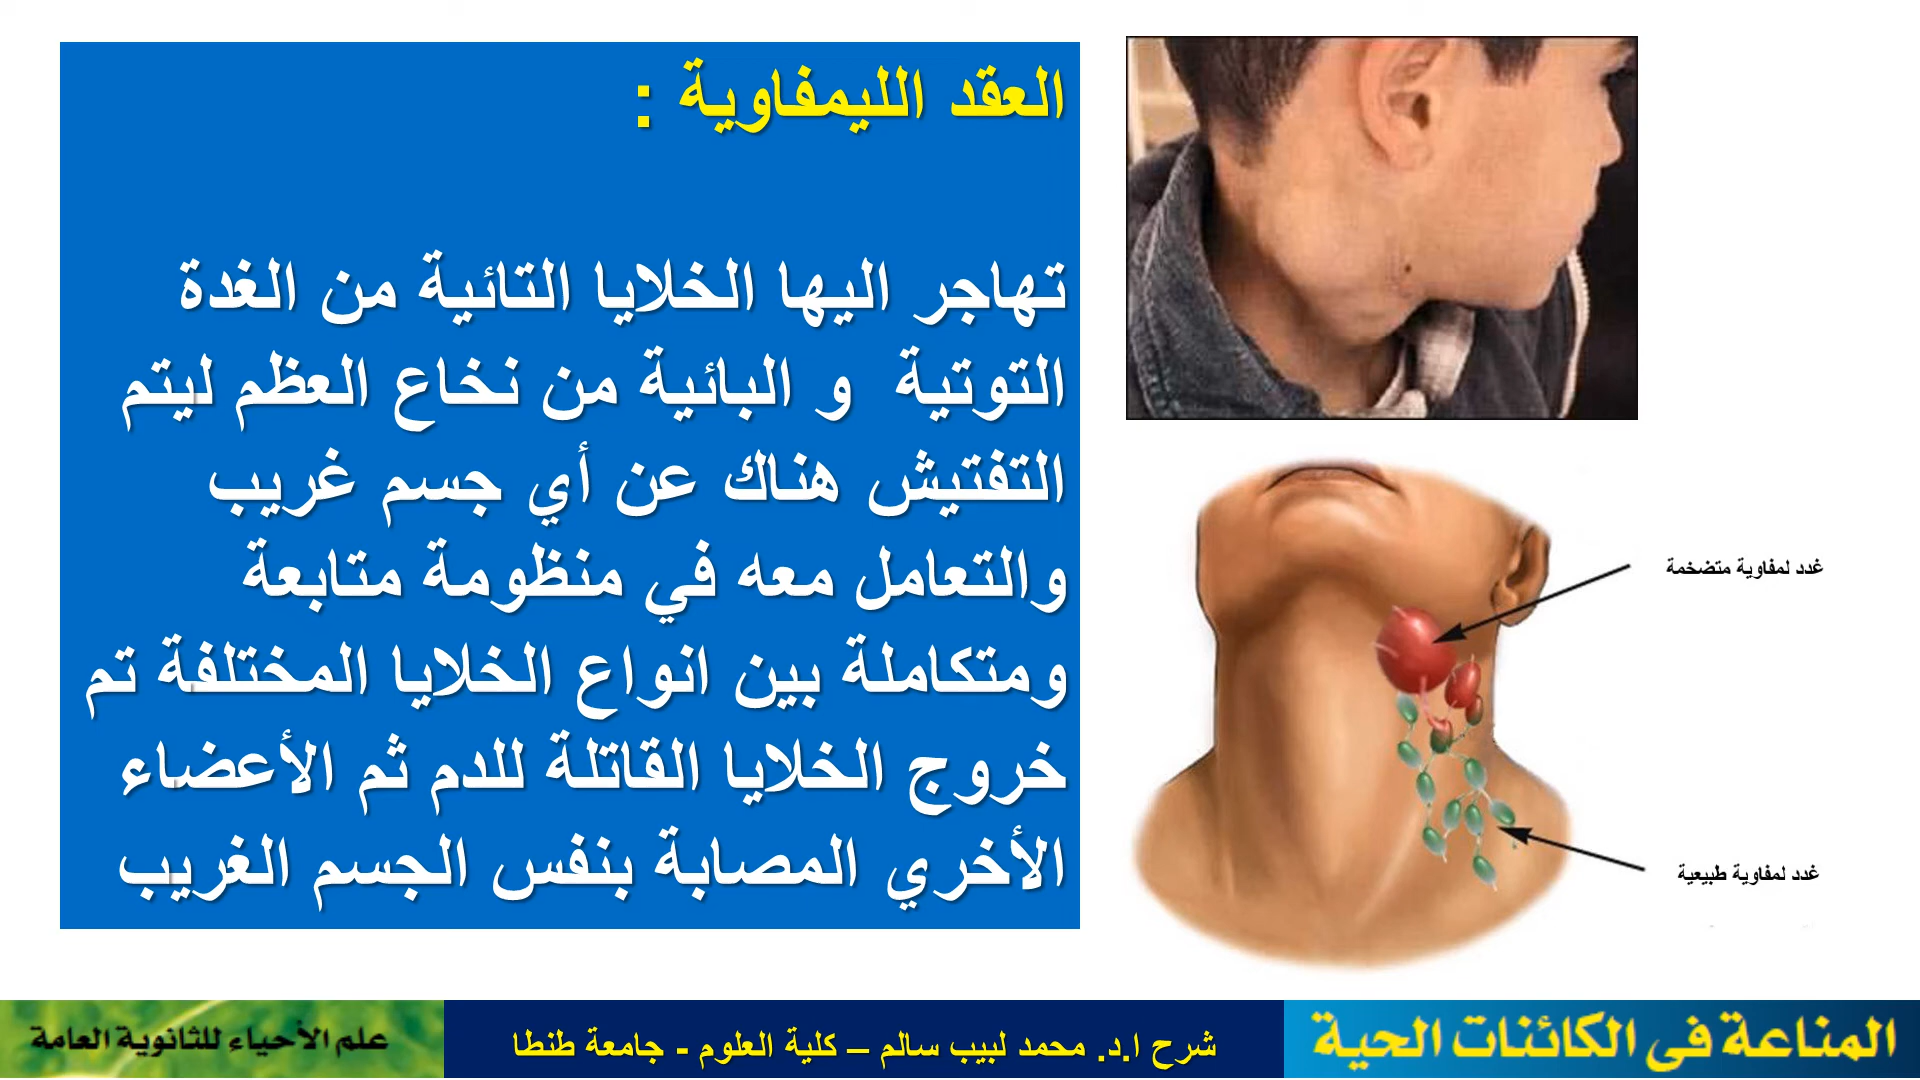 العقد الليمفاوية :
تهاجر اليها الخلايا التائية من الغدة
التوتية و البائية من نخاع العظم ليتم
التفتيش هناك عن أي جسم غريب
والتعامل معه في منظومة متابعة
ومتكاملة بين انواع الخلايا المختلفة تم
خروج الخلايا القاتلة للدم ثم الأعضاء
الأخري المصابة بنفس الجسم الغريب
غدد لمفاوية متضخمة
غدد لمفاوية طبيعية
المناعة فى الكائنات الحية
شرح ا.د. محمد لبيب سالم – كلية العلوم - جامعة طنطا
علم الأحياء للثانوية العامة